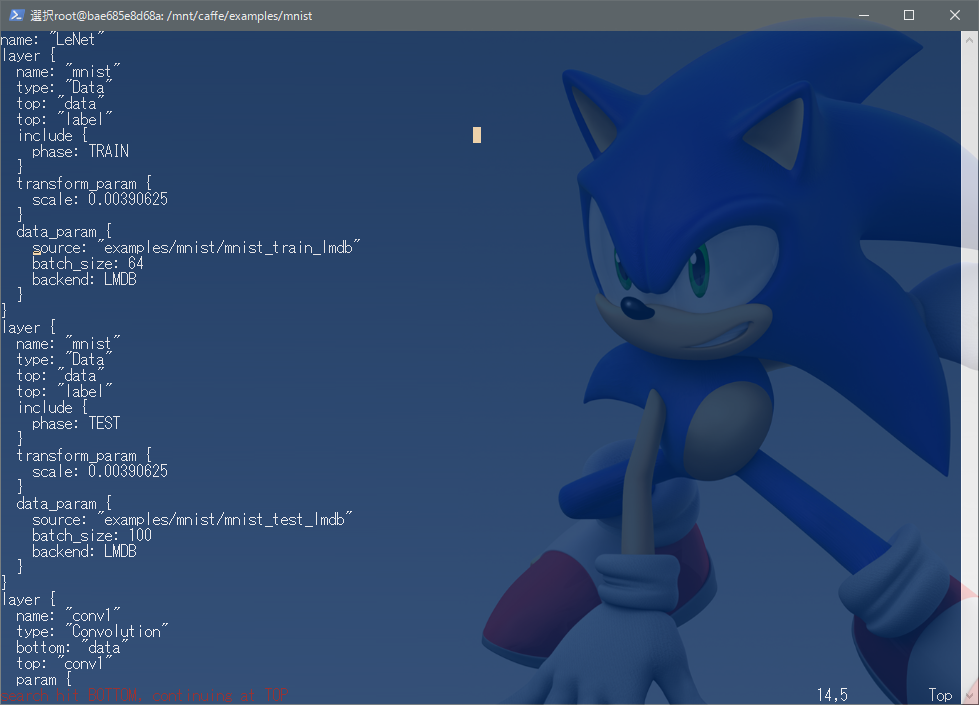 選択root@bae685e8d68a: /mnt/caffe/examples/mnist
name: "LeNet"
layer {
  name: "mnist"
  type: "Data"
  top: "data"
  top: "label"
  include {
    phase: TRAIN
  }
  transform_param {
    scale: 0.00390625
  }
  data_param {
    source: "examples/mnist/mnist_train_lmdb"
    batch_size: 64
    backend: LMDB
  }
}
layer {
  name: "mnist"
  type: "Data"
  top: "data"
  top: "label"
  include {
    phase: TEST
  }
  transform_param {
    scale: 0.00390625
  }
  data_param {
    source: "examples/mnist/mnist_test_lmdb"
    batch_size: 100
    backend: LMDB
  }
}
layer {
  name: "conv1"
  type: "Convolution"
  bottom: "data"
  top: "conv1"
  param {
search hit BOTTOM, continuing at TOP 14,5 Top